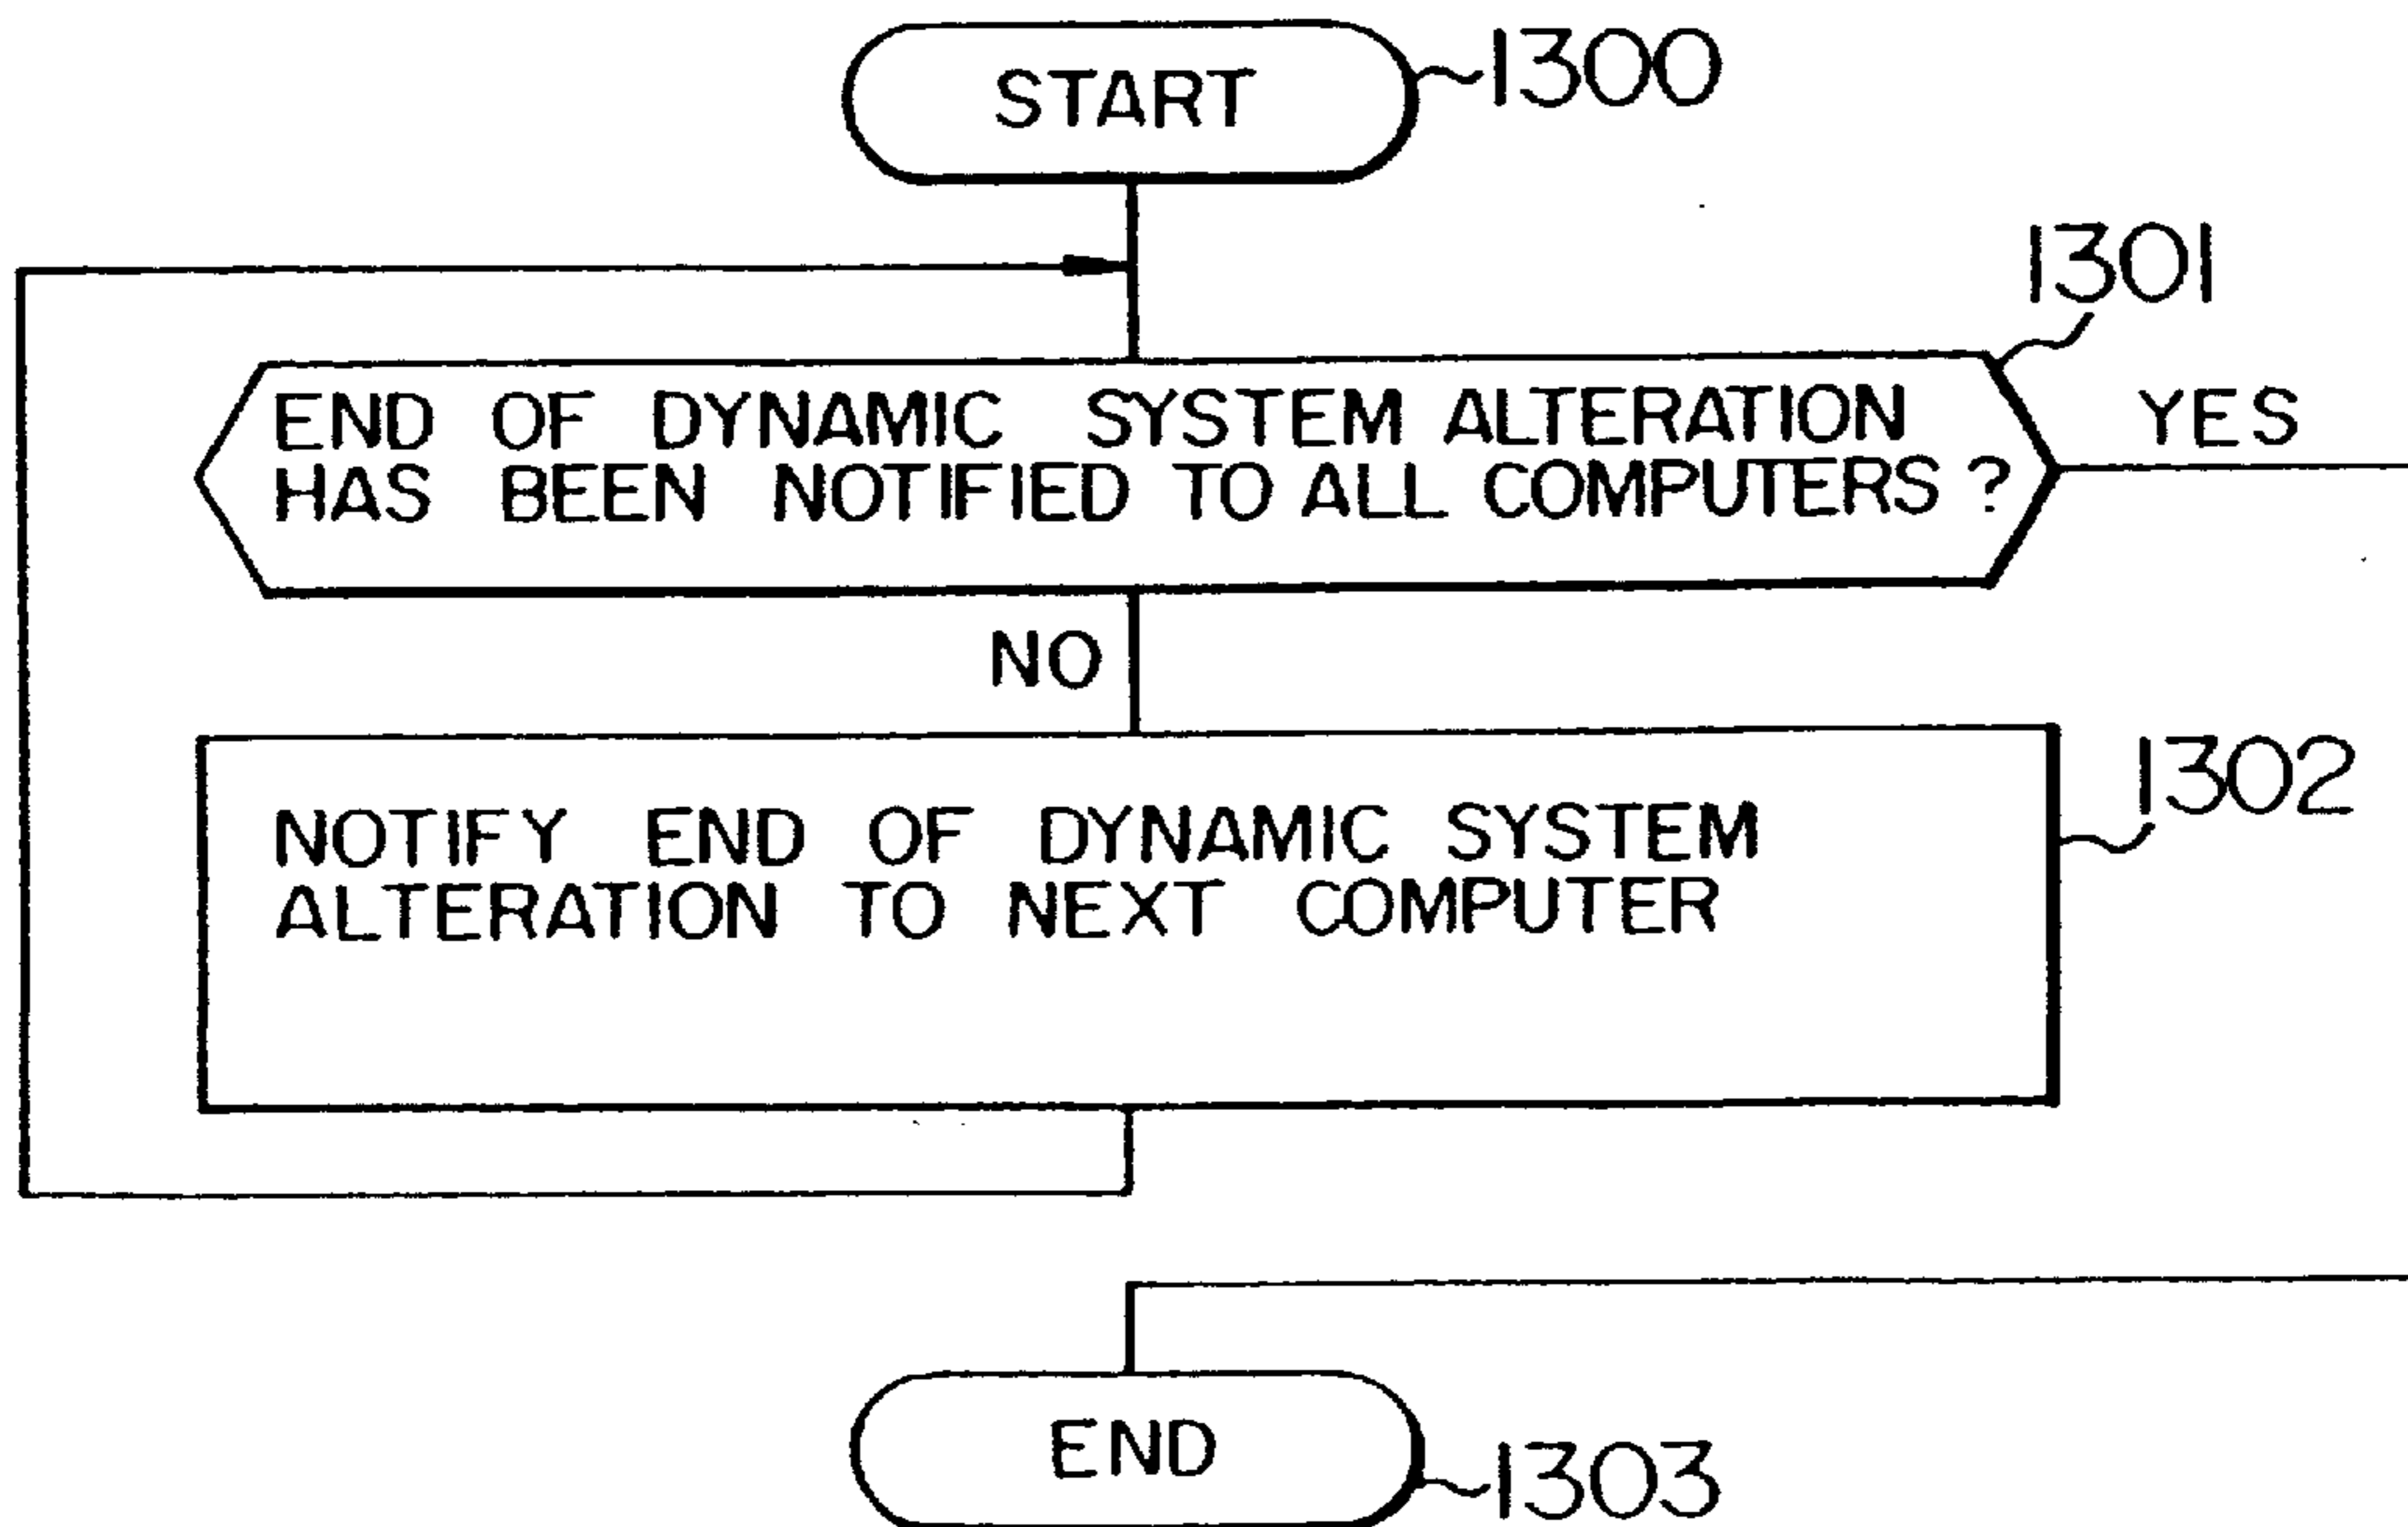 START
1300
1301
END OF DYNAMIC SYSTEM ALTERATION
HAS BEEN NOTIFIED TO ALL COMPUTERS ?
YES
NO
1302
NOTIFY END OF DYNAMIC SYSTEM
ALTERATION TO NEXT COMPUTER
END
1303